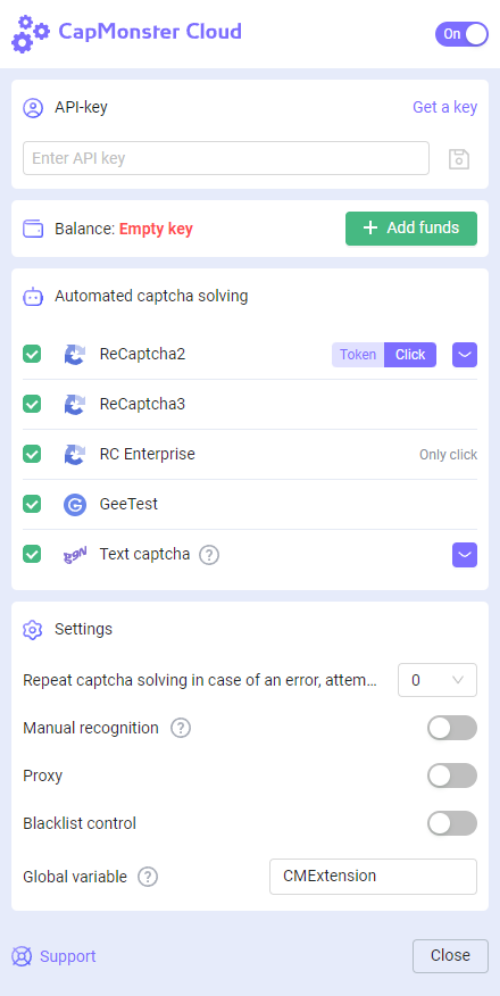 CapMonster Cloud
On
API-key
Get a key
Enter API key
Balance: Empty key
+ Add funds
Automated captcha solving
ReCaptcha2
Token Click
ReCaptcha3
RC Enterprise
Only click
G GeeTest
g9N Text captcha ?
Settings
Repeat captcha solving in case of an error, attem...
0
Manual recognition ?
Proxy
Blacklist control
Global variable ?
CMExtension
Support
Close